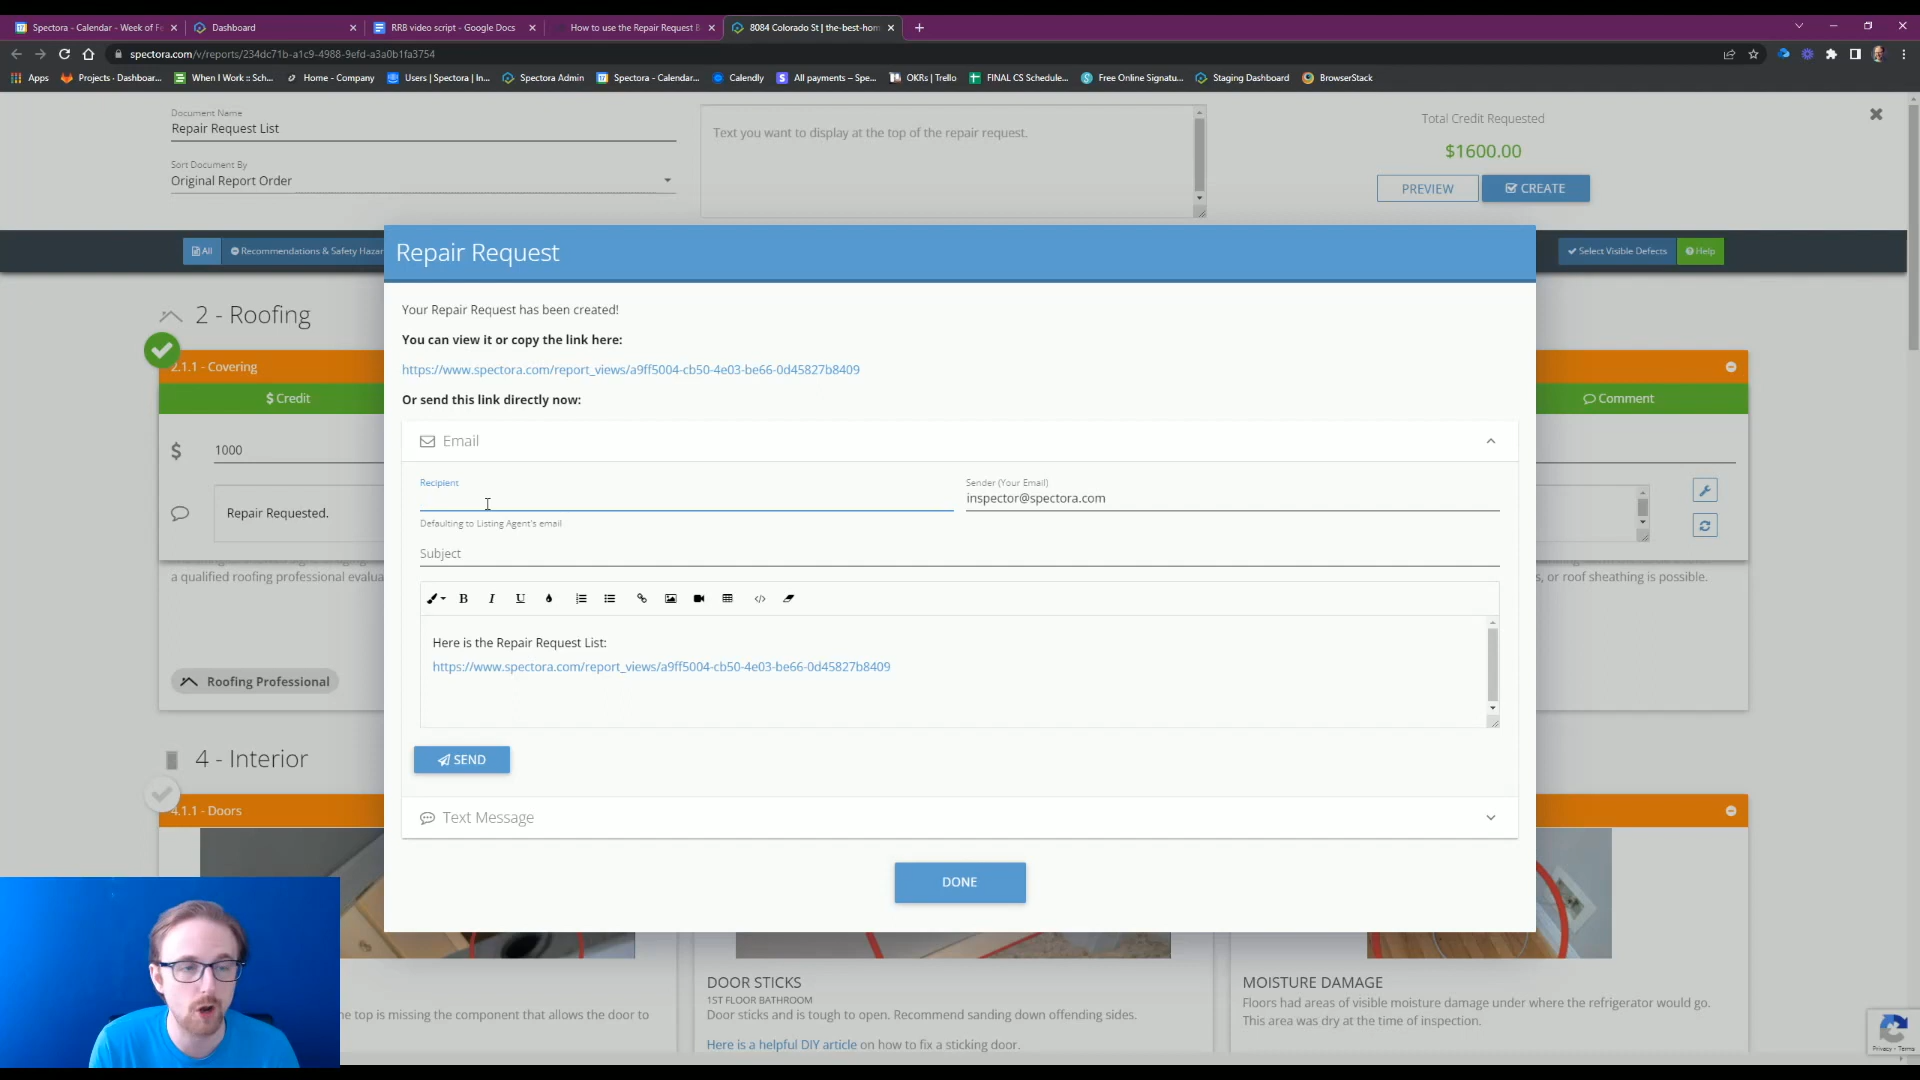 Spectora - Calendar - Week of Fe
Dashboard
RRB video script - Google Docs
How to use the Repair Request B
8084 Colorado St | the-best-hom
spectora.com/v/reports/234dc71b-a1c9-4988-9efd-a3a0b1fa3754
Apps
Projects · Dashboar...
When I Work :: Sch...
Home - Company
Users | Spectora | In...
Spectora Admin
Spectora - Calendar...
Calendly
All payments – Spe...
OKRs | Trello
FINAL CS Schedule...
Free Online Signatu...
Staging Dashboard
BrowserStack
Document Name
Repair Request List
Text you want to display at the top of the repair request.
Total Credit Requested
$1600.00
Sort Document By
Original Report Order
PREVIEW
CREATE
All
Recommendations & Safety Hazar
Select Visible Defects
Help
Repair Request
Your Repair Request has been created!
You can view it or copy the link here:
https://www.spectora.com/report_views/a9ff5004-cb50-4e03-be66-0d45827b8409
Or send this link directly now:
Email
Recipient
Sender (Your Email)
inspector@spectora.com
Defaulting to Listing Agent's email
Subject
B I U
Here is the Repair Request List:
https://www.spectora.com/report_views/a9ff5004-cb50-4e03-be66-0d45827b8409
SEND
Text Message
DONE
2 - Roofing
2.1.1 - Covering
$ Credit
Comment
$ 1000
Repair Requested.
a qualified roofing professional evalua
, or roof sheathing is possible.
Roofing Professional
4 - Interior
4.1.1 - Doors
he top is missing the component that allows the door to
DOOR STICKS
1ST FLOOR BATHROOM
Door sticks and is tough to open. Recommend sanding down offending sides.
Here is a helpful DIY article on how to fix a sticking door.
MOISTURE DAMAGE
Floors had areas of visible moisture damage under where the refrigerator would go.
This area was dry at the time of inspection.
Privacy - Terms